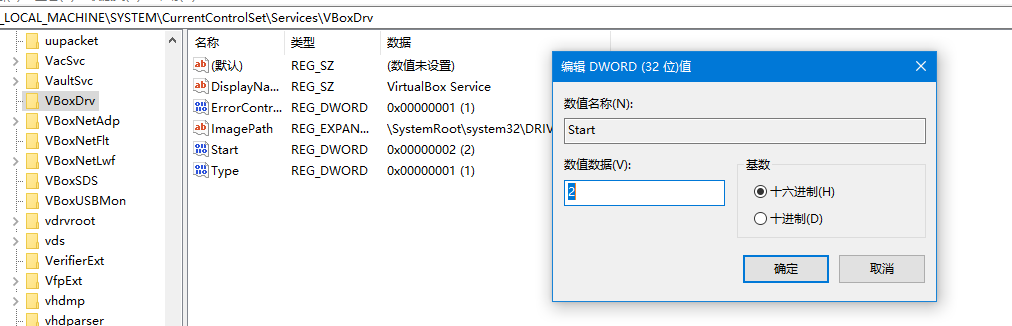 _LOCAL_MACHINE\SYSTEM\CurrentControlSet\Services\VBoxDrv
uupacket
VacSvc
VaultSvc
VBoxDrv
VBoxNetAdp
VBoxNetFlt
VBoxNetLwf
VBoxSDS
VBoxUSBMon
vdrvroot
vds
VerifierExt
VfpExt
vhdmp
vhdparser
名称 类型 数据
(默认) REG_SZ (数值未设置)
DisplayNa... REG_SZ VirtualBox Service
ErrorContr... REG_DWORD 0x00000001 (1)
ImagePath REG_EXPAN... \SystemRoot\system32\DRIV
Start REG_DWORD 0x00000002 (2)
Type REG_DWORD 0x00000001 (1)
编辑 DWORD (32 位)值
数值名称(N):
Start
数值数据(V):
2
基数
十六进制(H)
十进制(D)
确定 取消